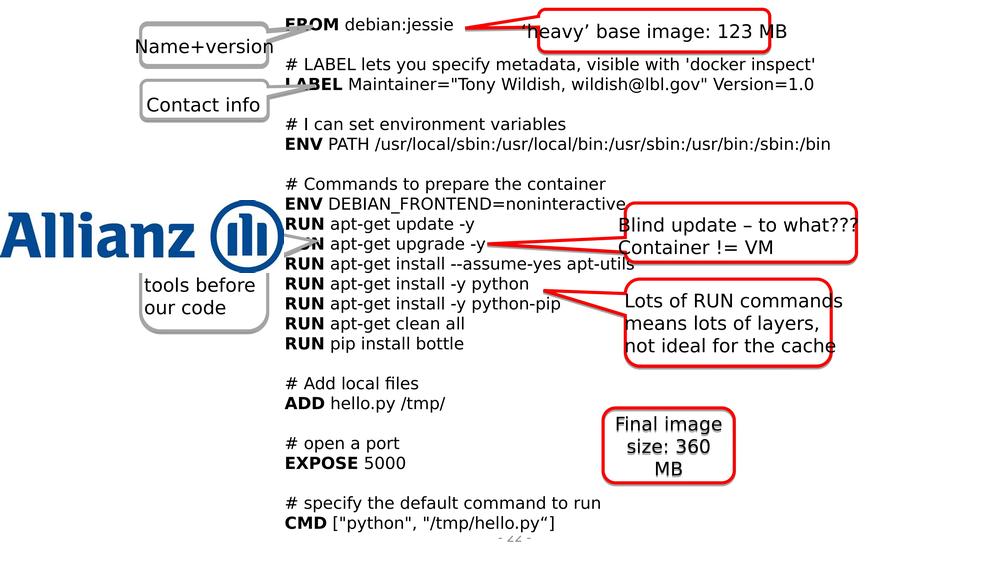 FROM debian:jessie
'heavy' base image: 123 MB
Name+version
# LABEL lets you specify metadata, visible with 'docker inspect'
LABEL Maintainer="Tony Wildish, wildish@lbl.gov" Version=1.0
Contact info
# I can set environment variables
ENV PATH /usr/local/sbin:/usr/local/bin:/usr/sbin:/usr/bin:/sbin:/bin
# Commands to prepare the container
ENV DEBIAN_FRONTEND=noninteractive
RUN apt-get update -y
RUN apt-get upgrade -y
RUN apt-get install --assume-yes apt-utils
RUN apt-get install -y python
RUN apt-get install -y python-pip
RUN apt-get clean all
RUN pip install bottle
Allianz
tools before
our code
Blind update – to what???
Container != VM
Lots of RUN commands
means lots of layers,
not ideal for the cache
# Add local files
ADD hello.py /tmp/
# open a port
EXPOSE 5000
Final image
size: 360
MB
# specify the default command to run
CMD ["python", "/tmp/hello.py“]
- 22 -